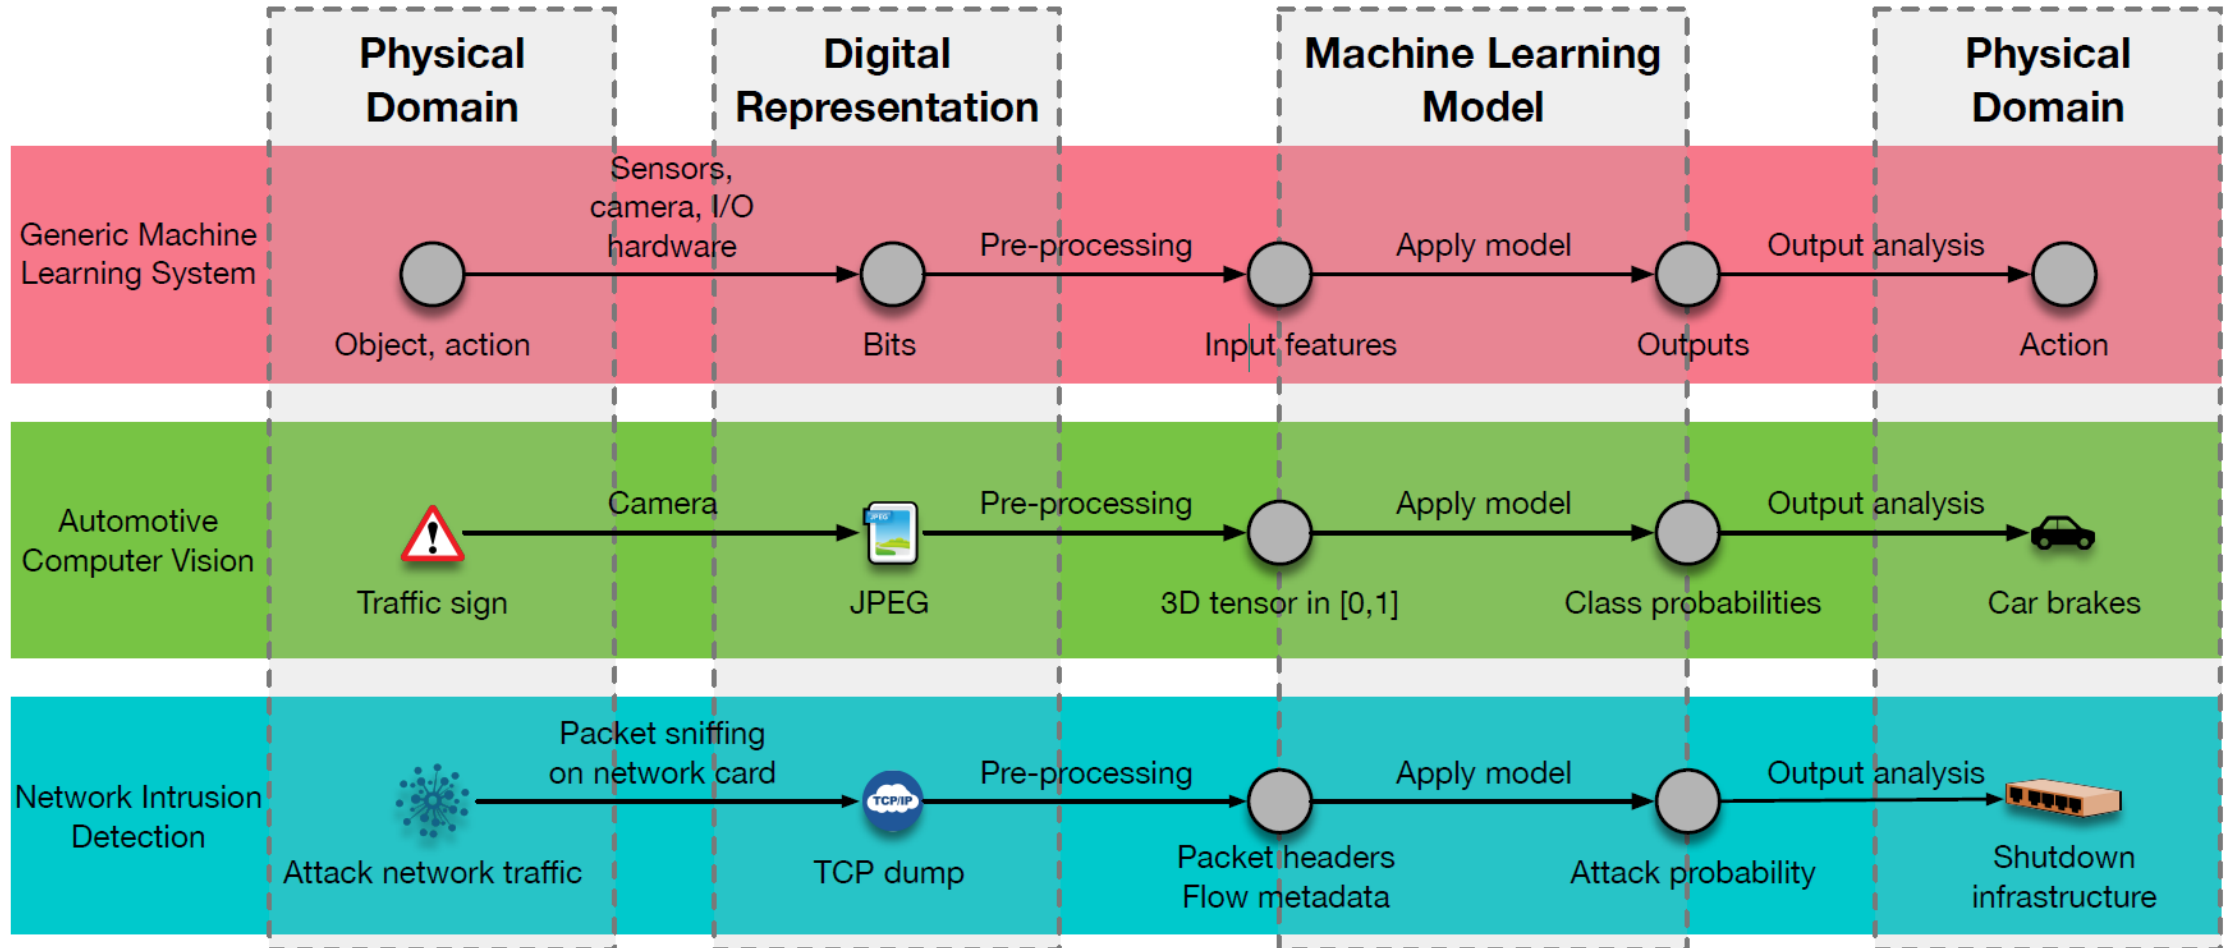 Physical
Domain
Digital
Representation
Machine Learning
Model
Physical
Domain
Generic Machine
Learning System
Sensors,
camera, I/O
hardware
Pre-processing
Apply model
Output analysis
Object, action
Bits
Input features
Outputs
Action
Automotive
Computer Vision
Camera
Pre-processing
Apply model
Output analysis
JPEG
Traffic sign
JPEG
3D tensor in [0,1]
Class probabilities
Car brakes
Network Intrusion
Detection
Packet sniffing
on network card
Pre-processing
Apply model
Output analysis
TCP/IP
Attack network traffic
TCP dump
Packet headers
Flow metadata
Attack probability
Shutdown
infrastructure